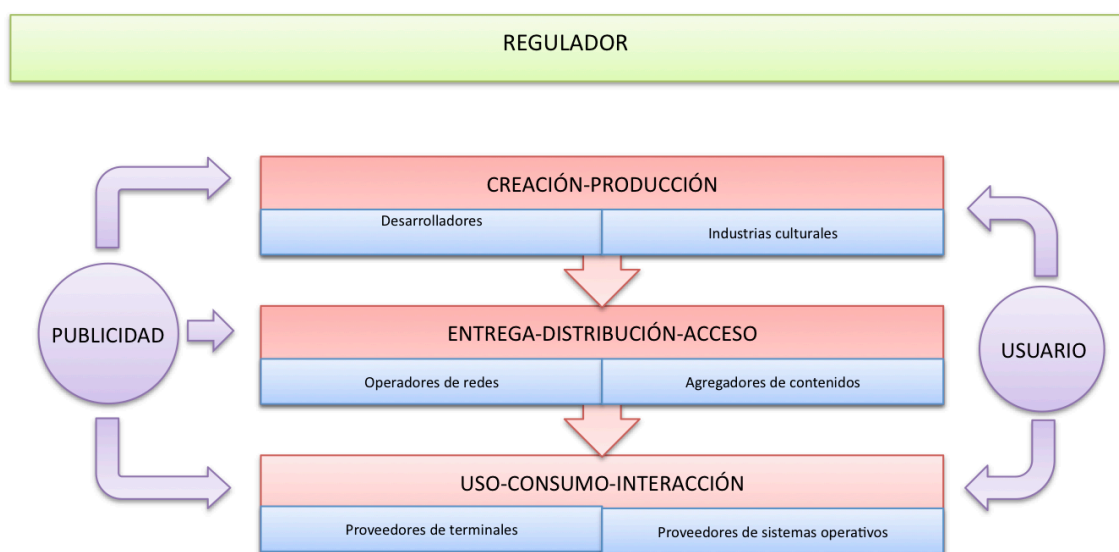 REGULADOR
CREACIÓN-PRODUCCIÓN
Desarrolladores
Industrias culturales
PUBLICIDAD
ENTREGA-DISTRIBUCIÓN-ACCESO
USUARIO
Operadores de redes
Agregadores de contenidos
USO-CONSUMO-INTERACCIÓN
Proveedores de terminales
Proveedores de sistemas operativos